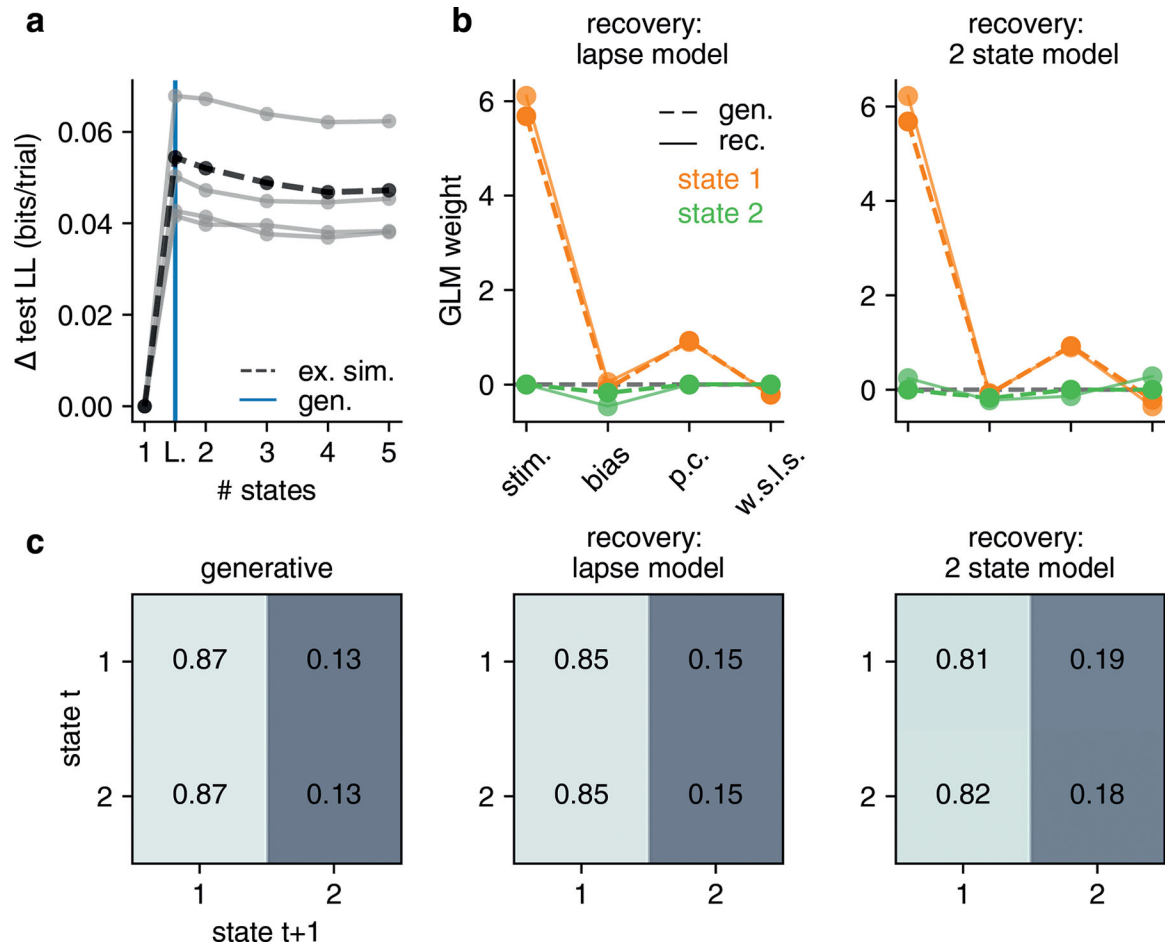 a
Δ test LL (bits/trial)
0.06
0.04
0.02
0.00
ex. sim.
gen.
1 L. 2 3 4 5
# states
b
recovery:
lapse model
GLM weight
6
4
2
0
gen.
rec.
state 1
state 2
stim.
bias
p.c.
w.s.l.s.
recovery:
2 state model
6
4
2
0
c
generative
state t
1
0.87 0.13
2
0.87 0.13
1 2
state t+1
recovery:
lapse model
1
0.85 0.15
2
0.85 0.15
1 2
recovery:
2 state model
1
0.81 0.19
2
0.82 0.18
1 2